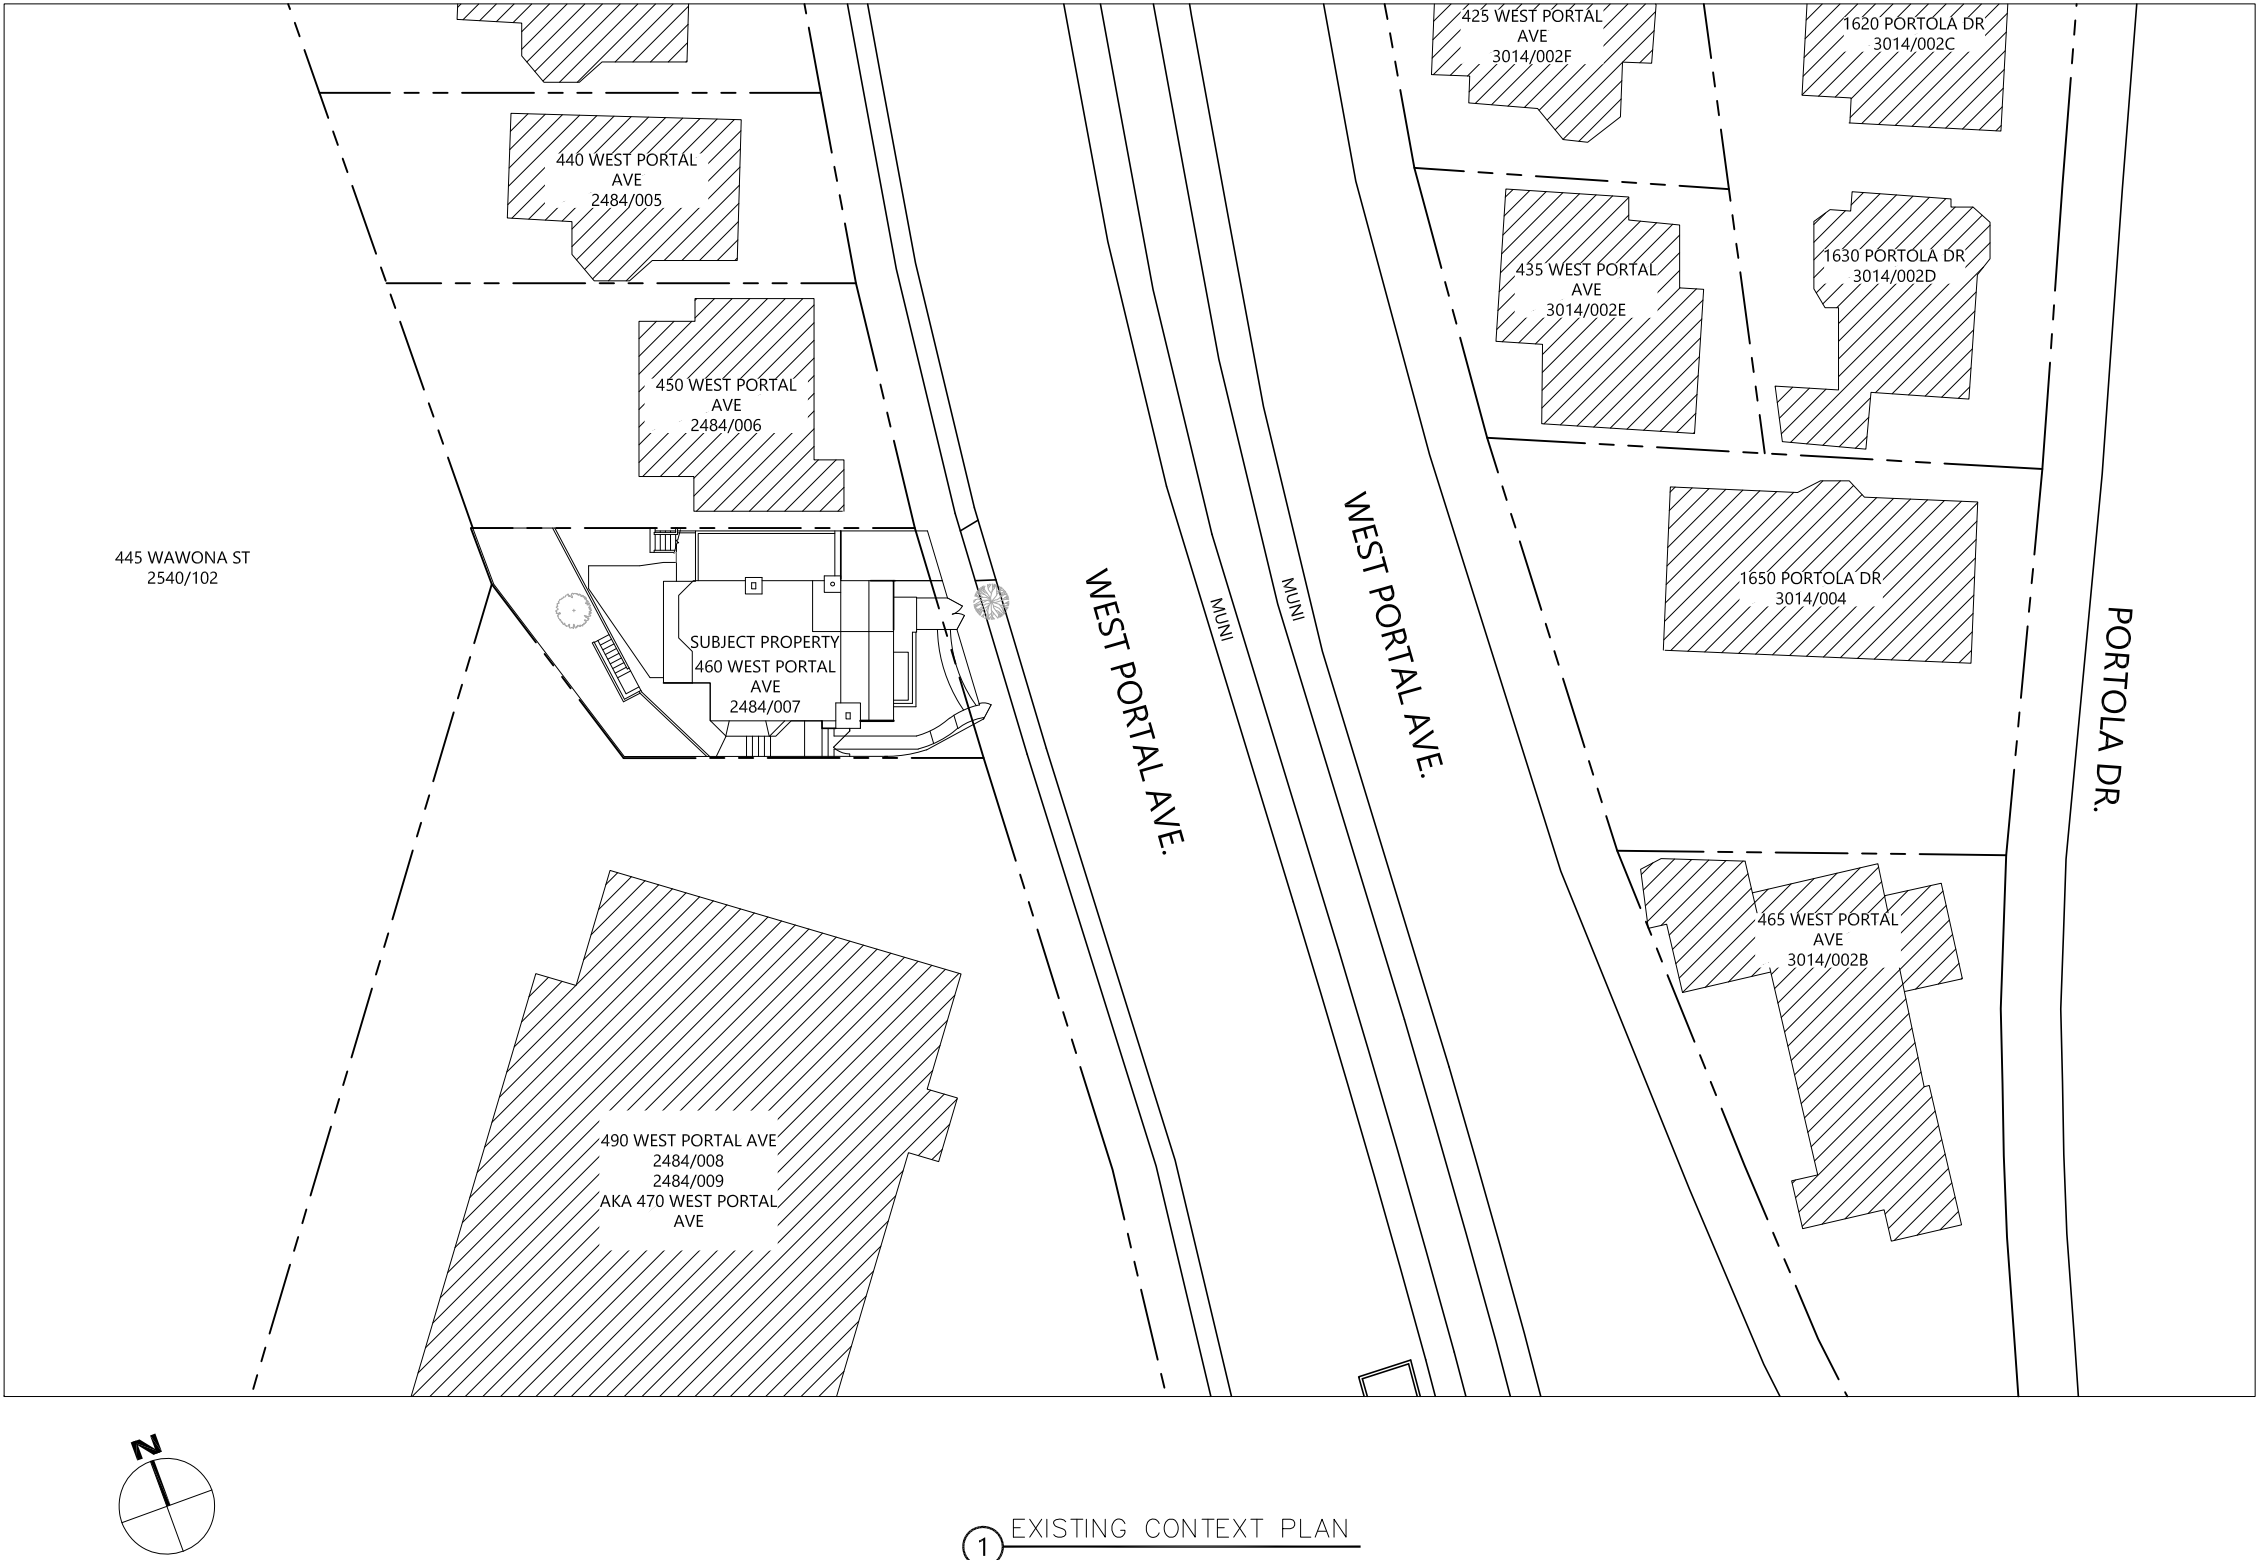 425 WEST PORTAL
AVE
3014/002F
1620 PORTOLA DR
3014/002C
440 WEST PORTAL
AVE
2484/005
435 WEST PORTAL
AVE
3014/002E
1630 PORTOLA DR
3014/002D
450 WEST PORTAL
AVE
2484/006
445 WAWONA ST
2540/102
SUBJECT PROPERTY
460 WEST PORTAL
AVE
2484/007
WEST PORTAL AVE.
MUNI
MUNI
WEST PORTAL AVE.
1650 PORTOLA DR
3014/004
PORTOLA DR.
465 WEST PORTAL
AVE
3014/002B
490 WEST PORTAL AVE
2484/008
2484/009
AKA 470 WEST PORTAL
AVE
N
1
EXISTING CONTEXT PLAN